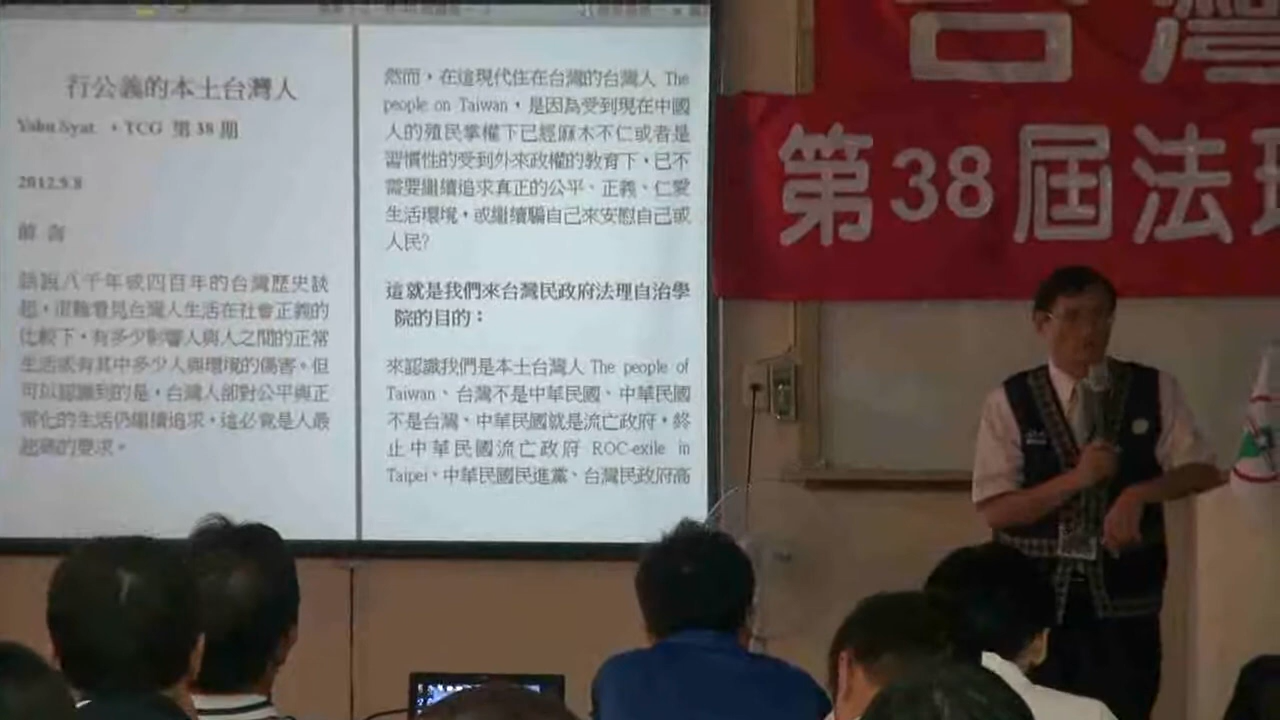 行公義的本土台灣人
Yabu Syat ，TCG 第 38 期
2012.9.8
前 言
談說八千年或四百年的台灣歷史談
起，很難看見台灣人生活在社會正義的
比較下，有多少影響人與人之間的正常
生活或有其中多少人與環境的傷害。但
可以認識到的是，台灣人都對公平與正
常化的生活仍繼續追求，這必竟是人最
起碼的要求。
然而，在這現代住在台灣的台灣人 The
people on Taiwan，是因為受到現在中國
人的殖民掌權下已經麻木不仁或者是
習慣性的受到外來政權的教育下，已不
需要繼續追求真正的公平、正義、仁愛
生活環境，或繼續騙自己來安慰自己或
人民?
這就是我們來台灣民政府法理自治學
院的目的：
來認識我們是本土台灣人 The people of
Taiwan、台灣不是中華民國、中華民國
不是台灣、中華民國就是流亡政府，終
止中華民國流亡政府 ROC-exile in
Taipei、中華民國民進黨、台灣民政府高
台灣
第38屆法理